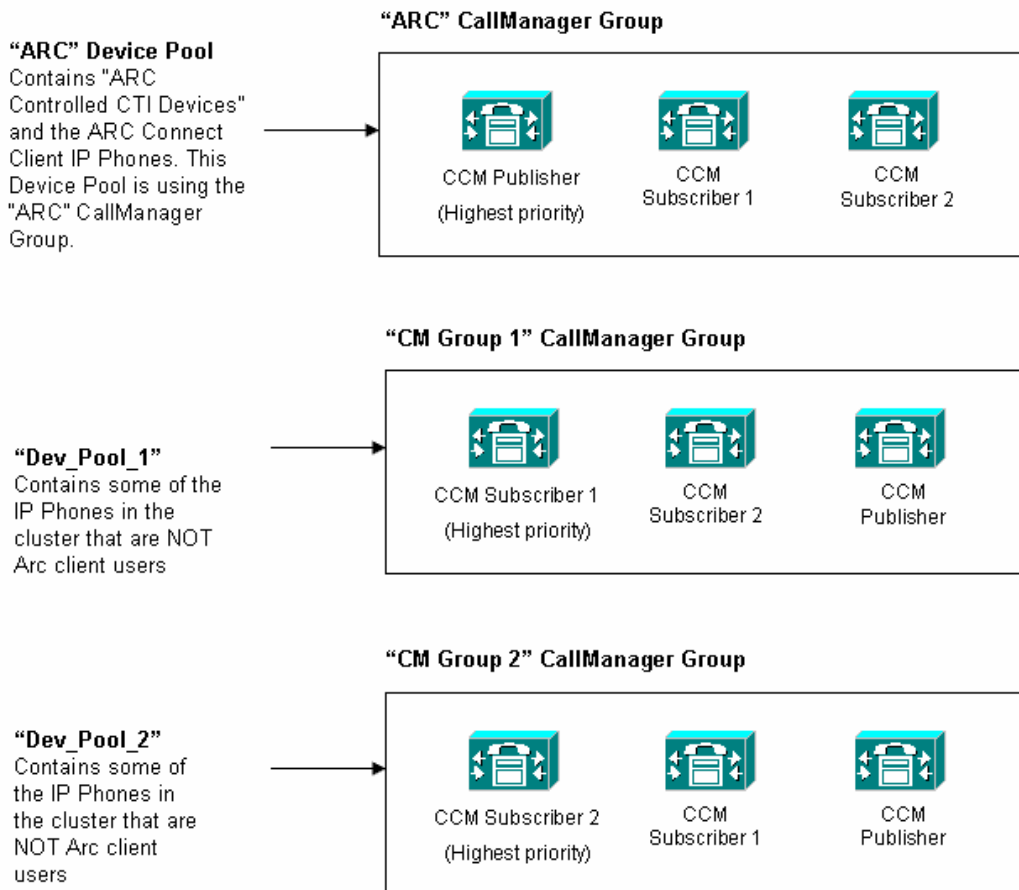 “ARC” CallManager Group
“ARC” Device Pool
Contains "ARC
Controlled CTI Devices"
and the ARC Connect
Client IP Phones. This
Device Pool is using the
"ARC" CallManager
Group.
CCM Publisher
(Highest priority)
CCM
Subscriber 1
CCM
Subscriber 2
“CM Group 1” CallManager Group
“Dev_Pool_1”
Contains some of the
IP Phones in the
cluster that are NOT
Arc client users
CCM Subscriber 1
(Highest priority)
CCM
Subscriber 2
CCM
Publisher
“CM Group 2” CallManager Group
“Dev_Pool_2”
Contains some of
the IP Phones in
the cluster that are
NOT Arc client
users
CCM Subscriber 2
(Highest priority)
CCM
Subscriber 1
CCM
Publisher